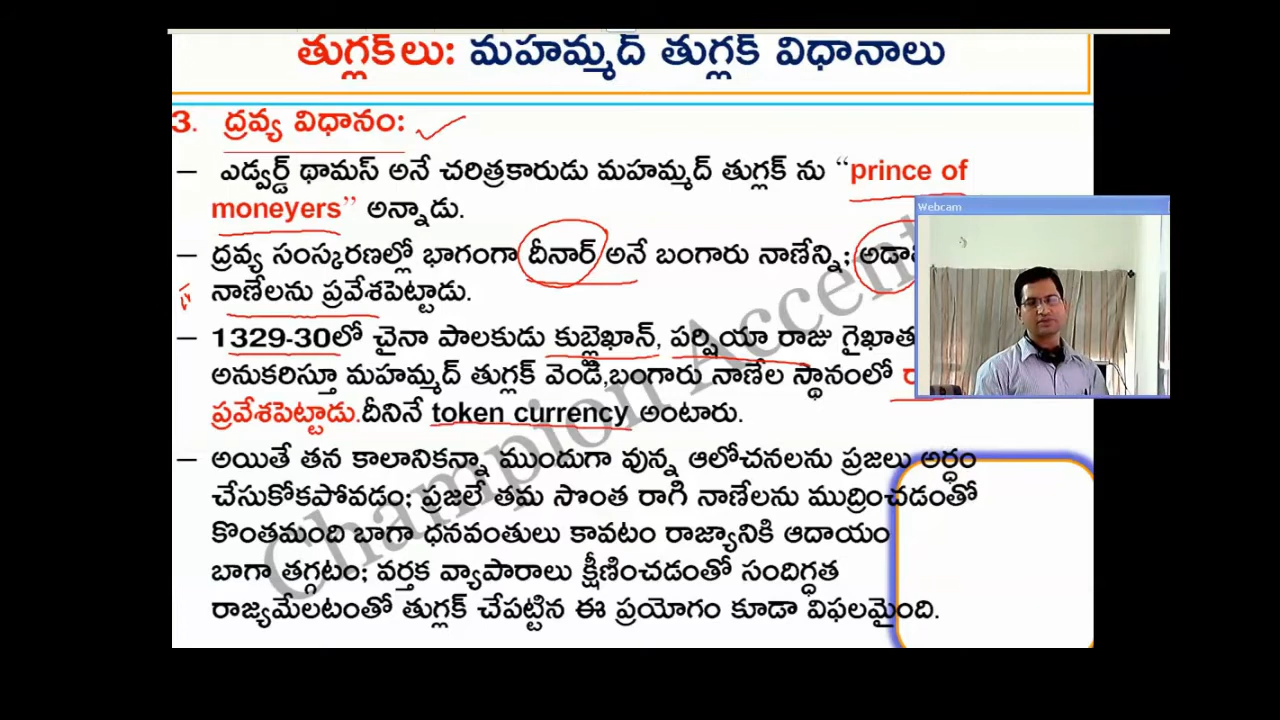 తుగ్లక్‌లు: మహమ్మద్ తుగ్లక్ విధానాలు
3. ద్రవ్య విధానం:
– ఎడ్వర్డ్ థామస్ అనే చరిత్రకారుడు మహమ్మద్ తుగ్లక్ ను “prince of
moneyers” అన్నాడు.
Webcam
– ద్రవ్య సంస్కరణల్లో భాగంగా దీనార్ అనే బంగారు నాణేన్ని;
నాణేలను ప్రవేశపెట్టాడు.
– 1329-30లో చైనా పాలకుడు కుబ్లైఖాన్, పర్షియా రాజు గైఖాతు
అనుకరిస్తూ మహమ్మద్ తుగ్లక్ వెండి,బంగారు నాణేల స్థానంలో
ప్రవేశపెట్టాడు.దీనినే token currency అంటారు.
– అయితే తన కాలానికన్నా ముందుగా వున్న ఆలోచనలను ప్రజలు అర్థం
చేసుకోకపోవడం; ప్రజలే తమ సొంత రాగి నాణేలను ముద్రించడంతో
కొంతమంది బాగా ధనవంతులు కావటం రాజ్యానికి ఆదాయం
బాగా తగ్గటం; వర్తక వ్యాపారాలు క్షీణించడంతో సందిగ్ధత
రాజ్యమేలటంతో తుగ్లక్ చేపట్టిన ఈ ప్రయోగం కూడా విఫలమైంది.
Champion Accent